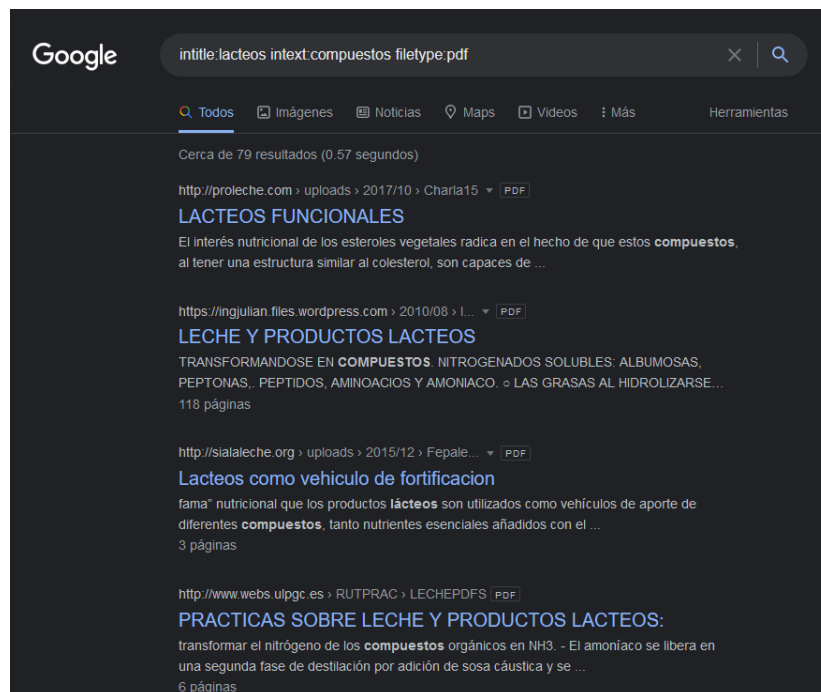 Google
intitle:lacteos intext:compuestos filetype:pdf
Todos Imágenes Noticias Maps Videos Más Herramientas
Cerca de 79 resultados (0.57 segundos)
http://proleche.com › uploads › 2017/10 › Charla15 PDF
LACTEOS FUNCIONALES
El interés nutricional de los esteroles vegetales radica en el hecho de que estos compuestos,
al tener una estructura similar al colesterol, son capaces de ...
https://ingjulian.files.wordpress.com › 2010/08 › l... PDF
LECHE Y PRODUCTOS LACTEOS
TRANSFORMANDOSE EN COMPUESTOS. NITROGENADOS SOLUBLES: ALBUMOSAS,
PEPTONAS,. PEPTIDOS, AMINOACIOS Y AMONIACO. o LAS GRASAS AL HIDROLIZARSE...
118 páginas
http://sialaleche.org › uploads › 2015/12 › Fepale... PDF
Lacteos como vehiculo de fortificacion
fama” nutricional que los productos lácteos son utilizados como vehículos de aporte de
diferentes compuestos, tanto nutrientes esenciales añadidos con el ...
3 páginas
http://www.webs.ulpgc.es › RUTPRAC › LECHEPDFS PDF
PRACTICAS SOBRE LECHE Y PRODUCTOS LACTEOS:
transformar el nitrógeno de los compuestos orgánicos en NH3. - El amoníaco se libera en
una segunda fase de destilación por adición de sosa cáustica y se ...
6 páginas